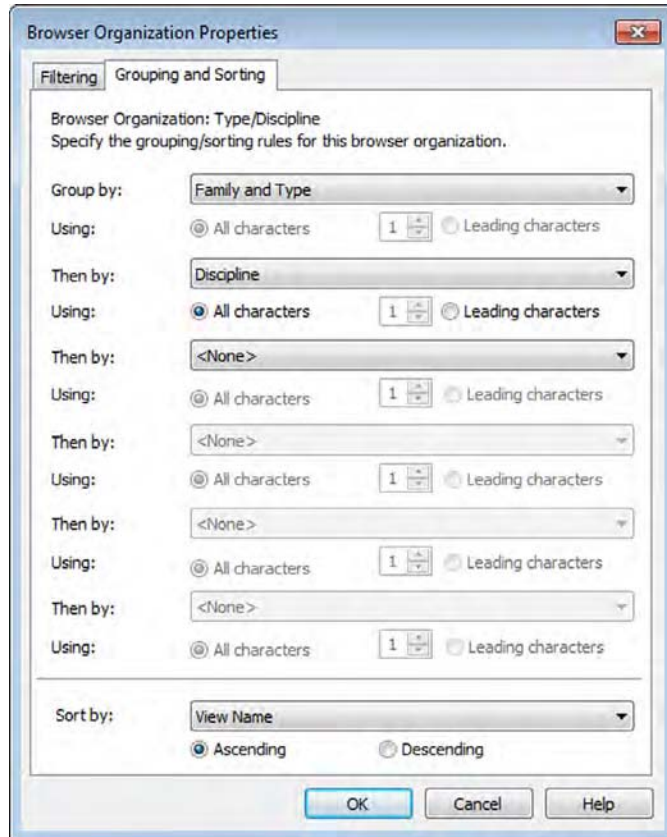 Browser Organization Properties
Filtering Grouping and Sorting
Browser Organization: Type/Discipline
Specify the grouping/sorting rules for this browser organization.
Group by: Family and Type
Using: All characters 1 Leading characters
Then by: Discipline
Using: All characters 1 Leading characters
Then by: <None>
Using: All characters 1 Leading characters
Then by: <None>
Using: All characters 1 Leading characters
Then by: <None>
Using: All characters 1 Leading characters
Then by: <None>
Using: All characters 1 Leading characters
Sort by: View Name
Ascending Descending
OK Cancel Help